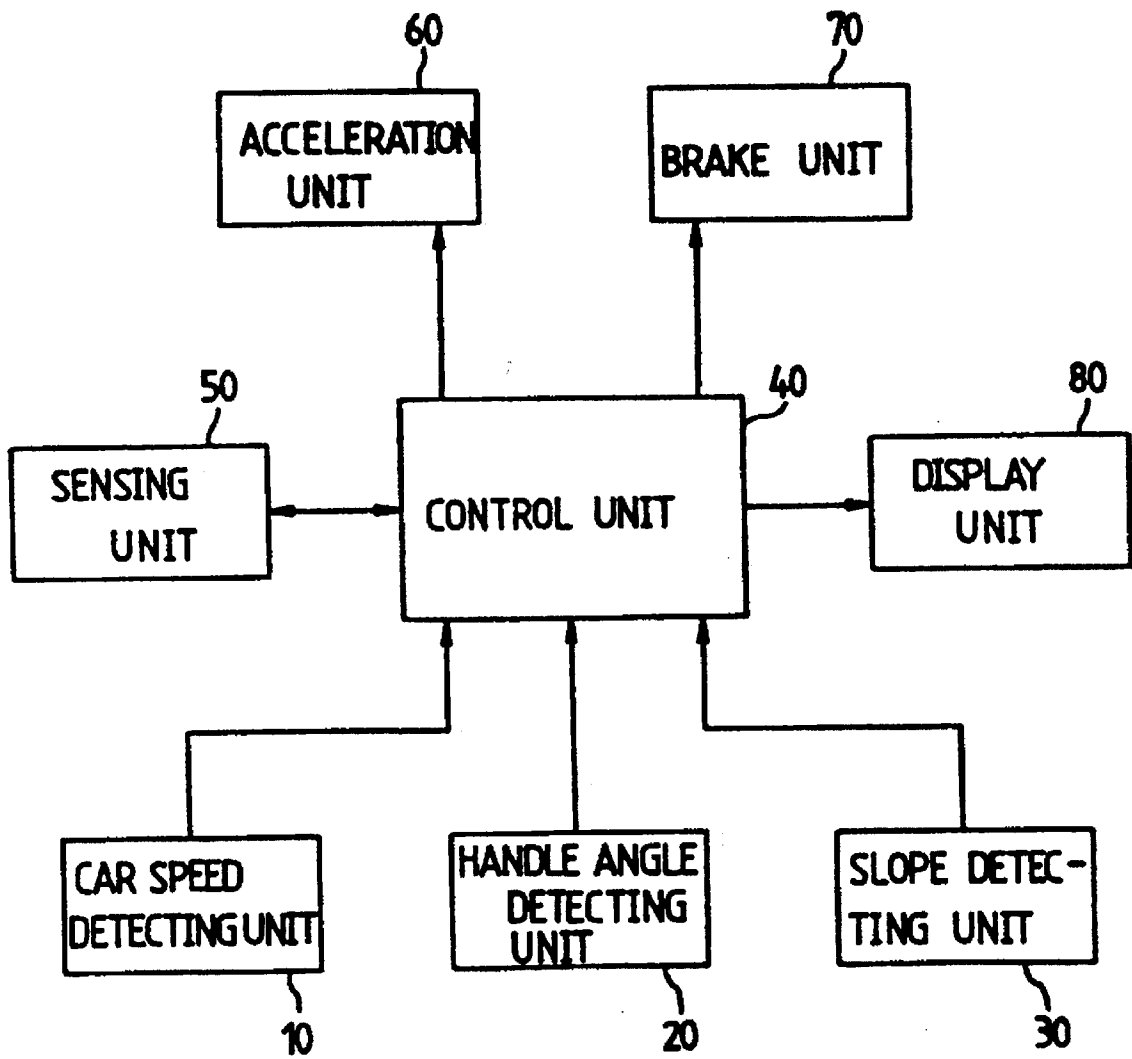 60
70
ACCELERATION
UNIT
BRAKE UNIT
50
40
80
SENSING
UNIT
CONTROL UNIT
DISPLAY
UNIT
CAR SPEED
DETECTING UNIT
HANDLE ANGLE
DETECTING
UNIT
SLOPE DETEC-
TING UNIT
10
20
30